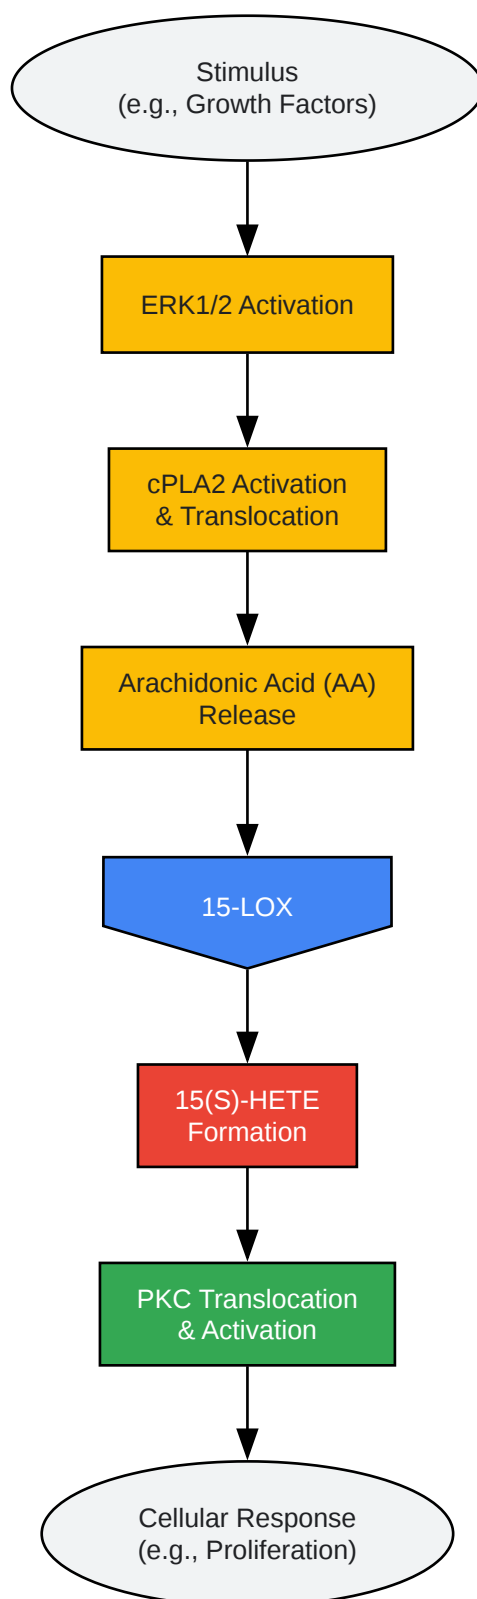 Stimulus
(e.g., Growth Factors)
ERK1/2 Activation
cPLA2 Activation
& Translocation
Arachidonic Acid (AA)
Release
15-LOX
15(S)-HETE
Formation
PKC Translocation
& Activation
Cellular Response
(e.g., Proliferation)